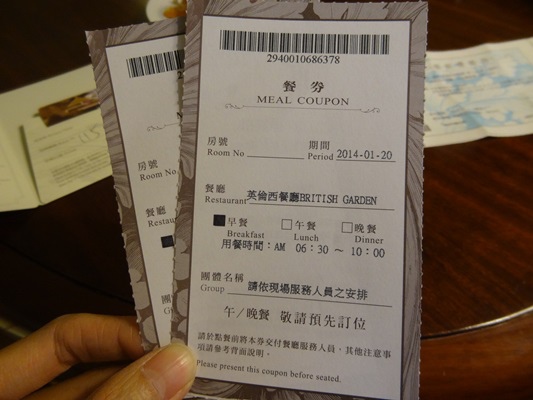 2940010686378
餐 券
MEAL COUPON
房號
Room No
期間
Period 2014-01-20
餐廳
Restaurant 英倫西餐廳BRITISH GARDEN
早餐 午餐 晚餐
Breakfast Lunch Dinner
用餐時間：AM 06：30 ～ 10：00
團體名稱
Group 請依現場服務人員之安排
午／晚餐 敬請預先訂位
請於點餐前將本券交付餐廳服務人員，其他注意事
項請參考背面說明。
Please present this coupon before seated.
29
M
房號
Room No.
餐廳
Restau
團體
Group